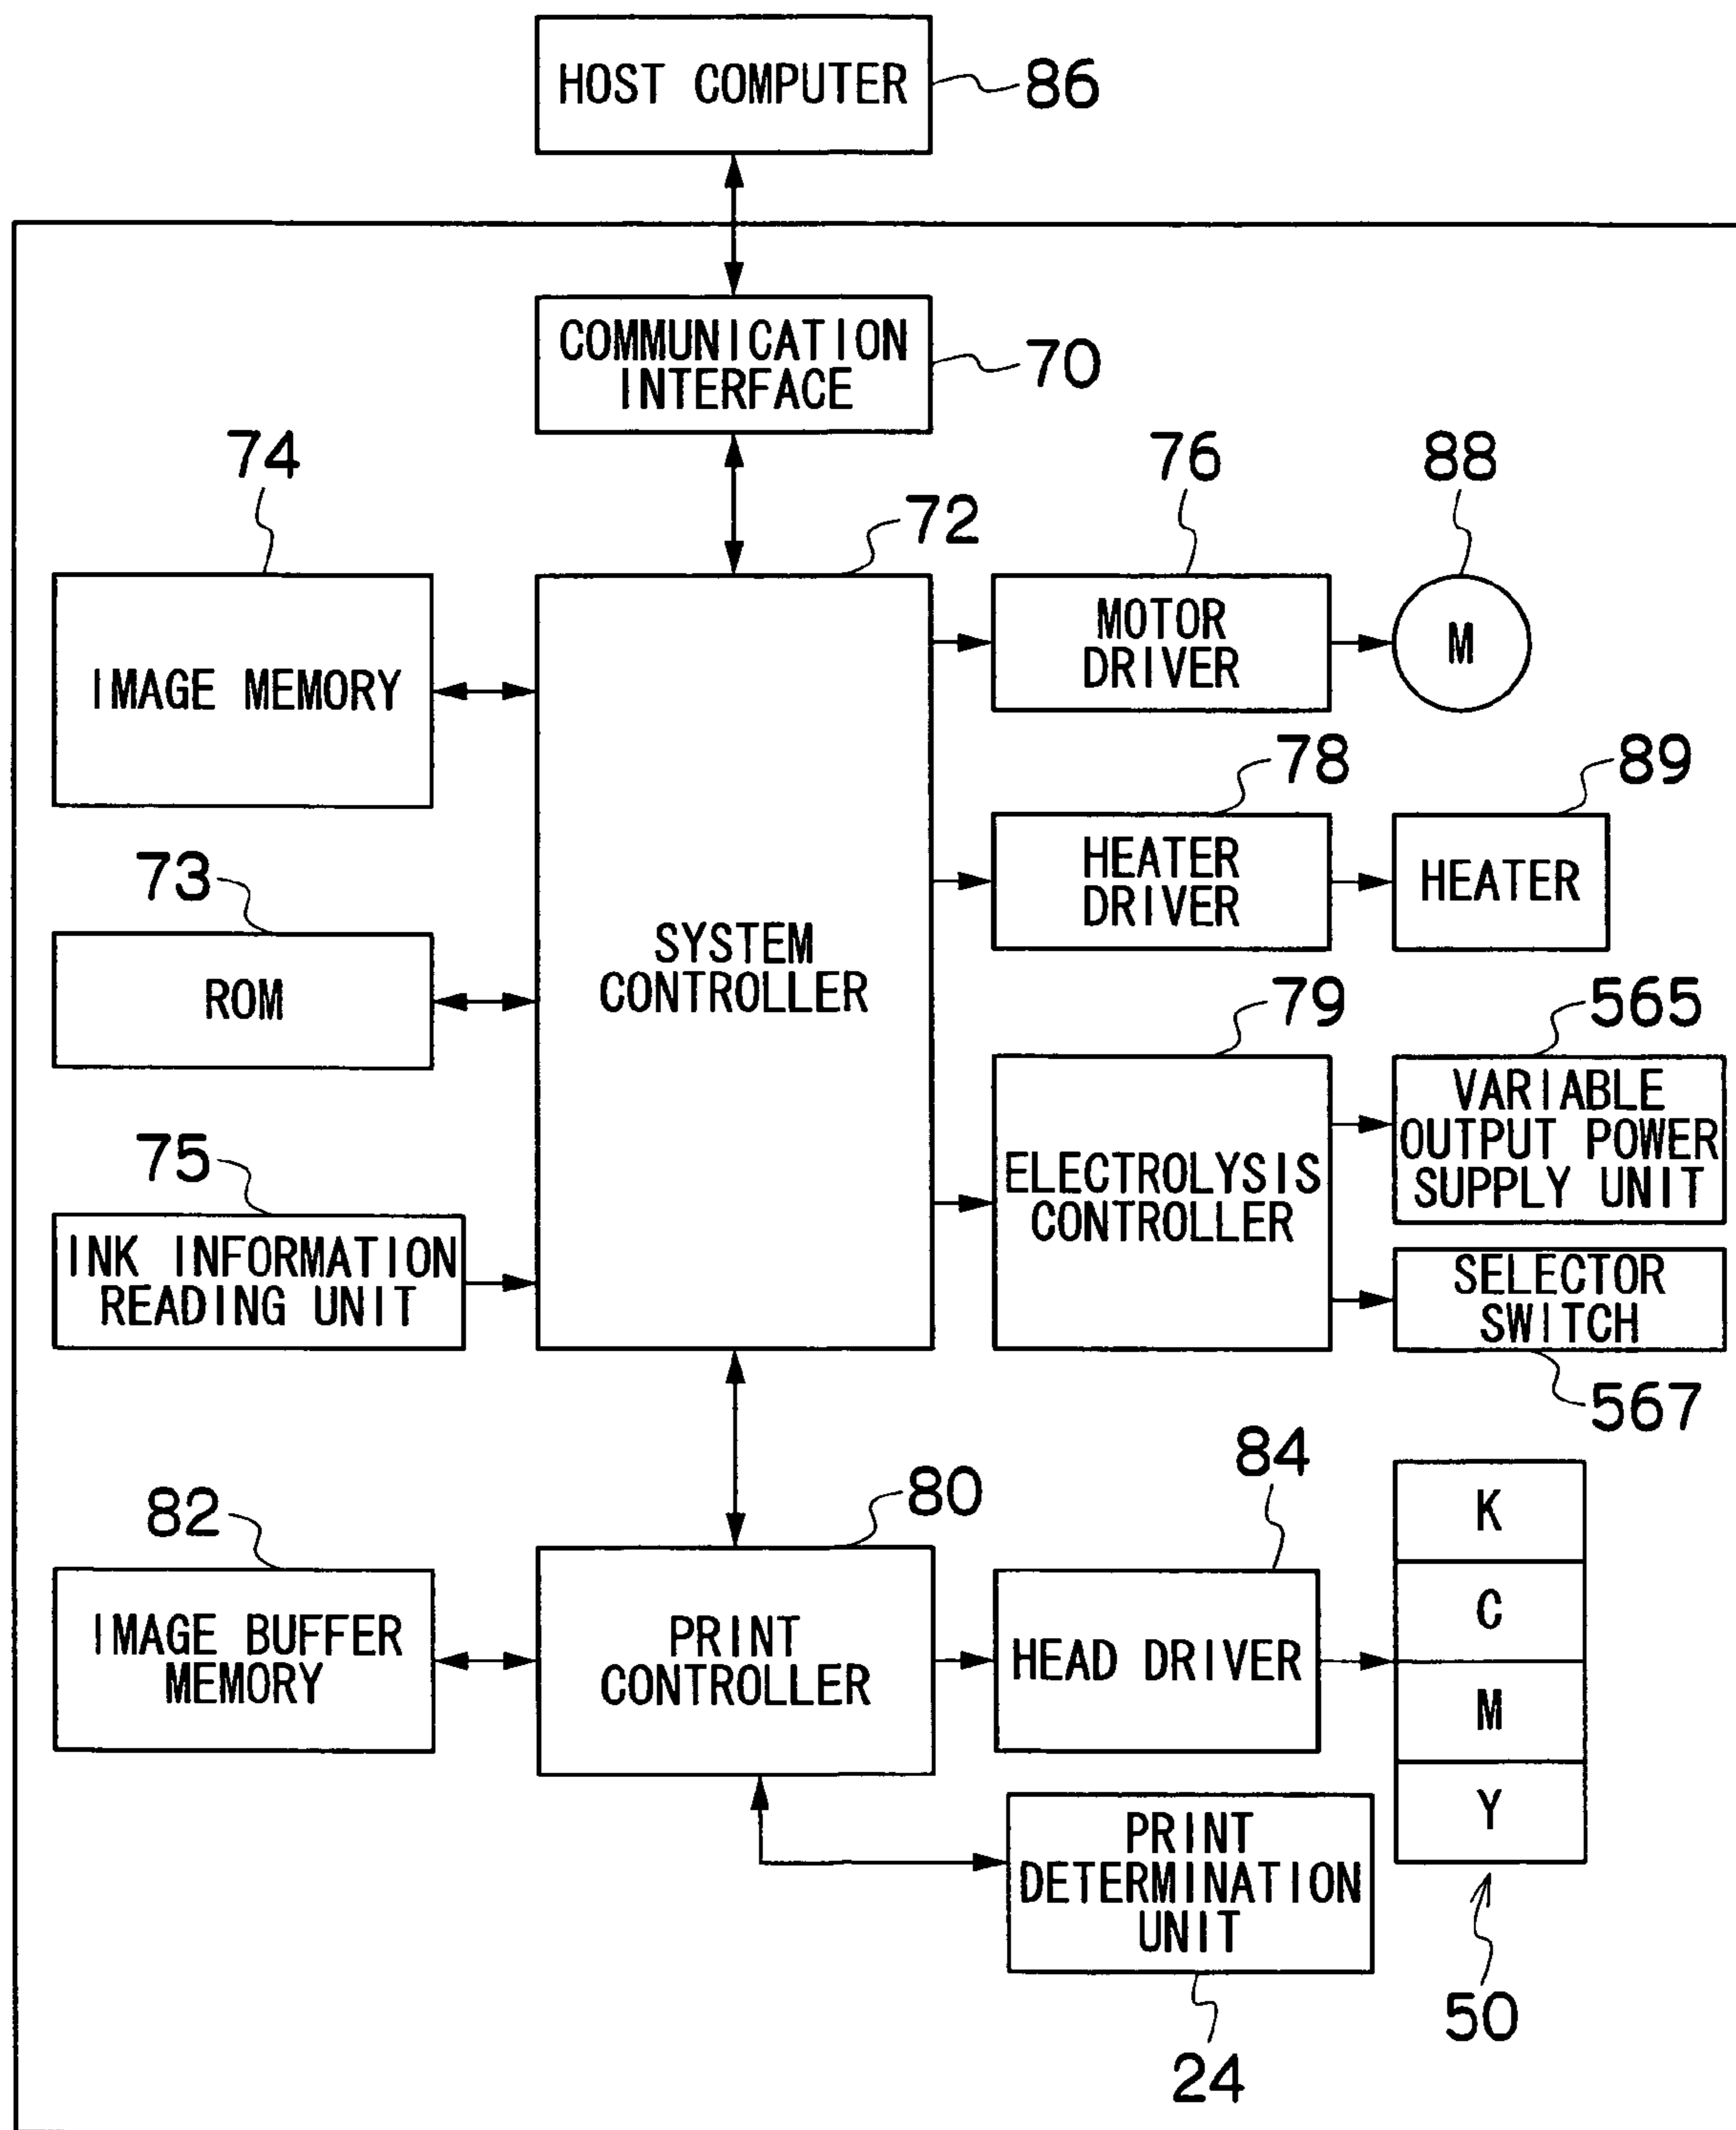 HOST COMPUTER
86
COMMUNICATION
INTERFACE
70
74
76
88
72
IMAGE MEMORY
MOTOR
DRIVER
M
78
89
73
HEATER
DRIVER
HEATER
ROM
SYSTEM
CONTROLLER
79
565
75
VARIABLE
OUTPUT POWER
SUPPLY UNIT
ELECTROLYSIS
CONTROLLER
INK INFORMATION
READING UNIT
SELECTOR
SWITCH
567
82
80
84
K
C
M
Y
IMAGE BUFFER
MEMORY
PRINT
CONTROLLER
HEAD DRIVER
PRINT
DETERMINATION
UNIT
50
24